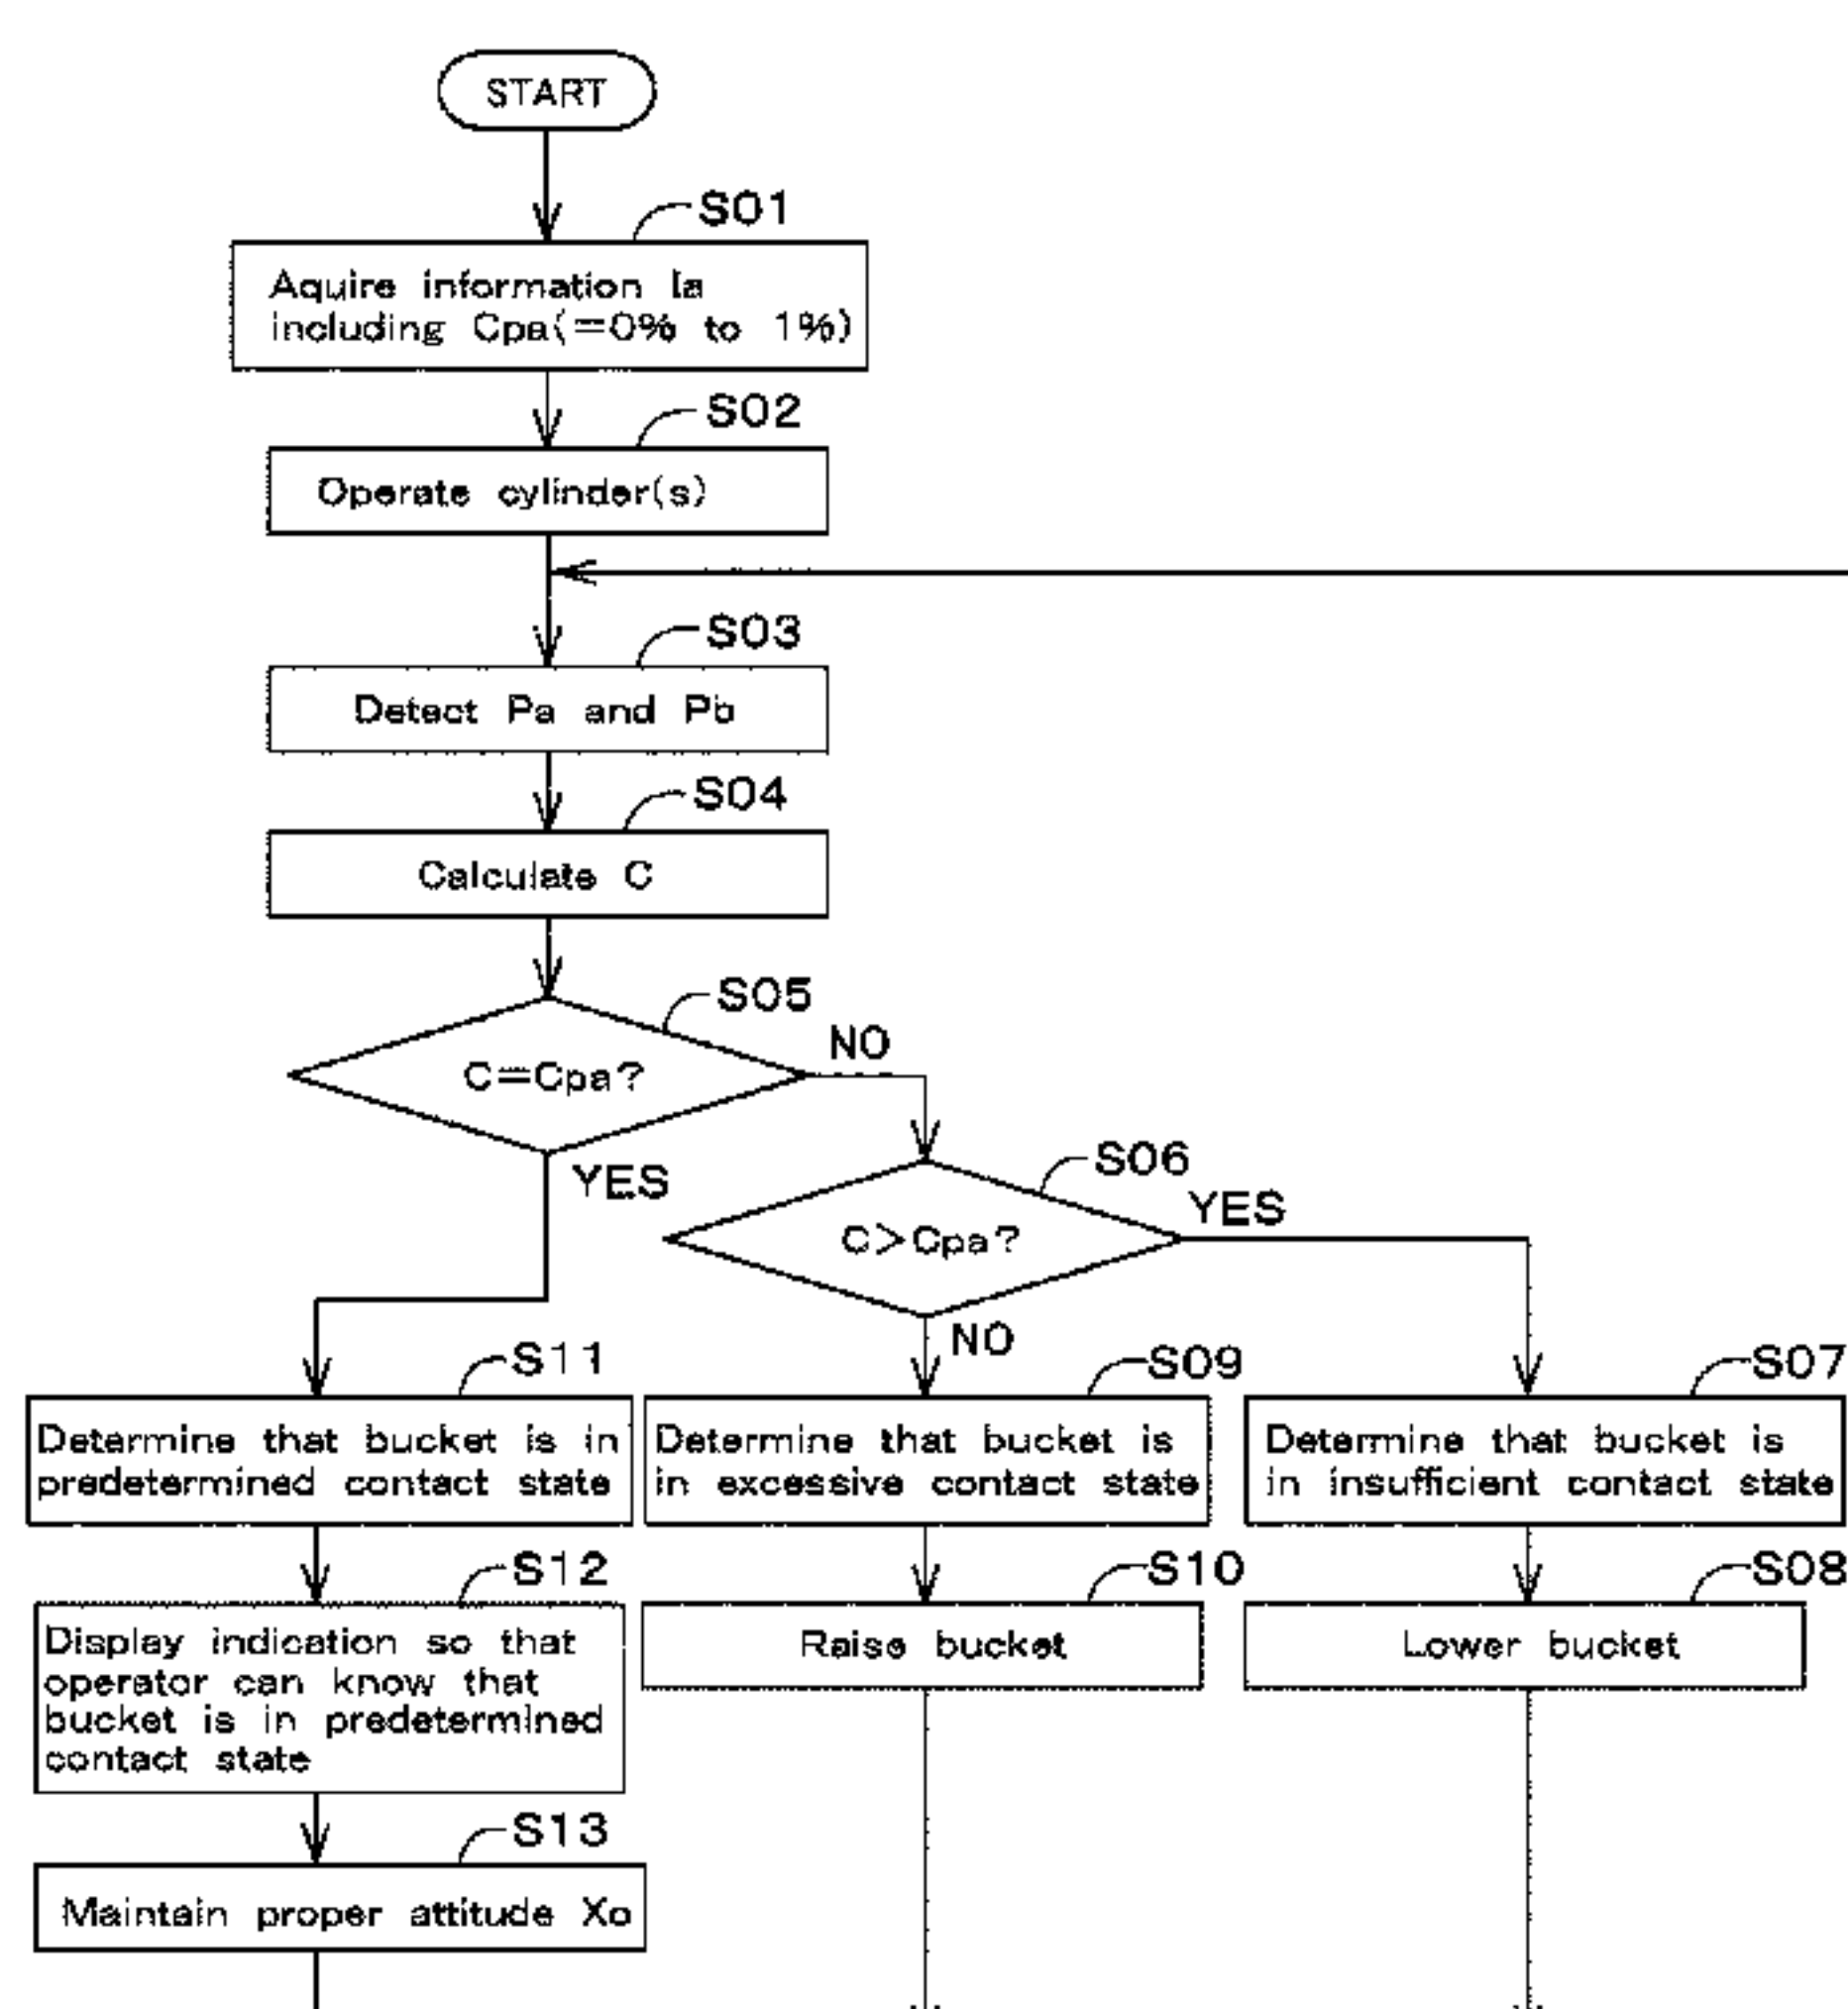 START
S01
Aquire information Ia
including Cpa(=0% to 1%)
S02
Operate cylinder(s)
S03
Detect Pa and Pb
S04
Calculate C
S05
C=Cpa?
NO
YES
S06
C>Cpa?
YES
NO
S11
Determine that bucket is in
predetermined contact state
S09
Determine that bucket is
in excessive contact state
S07
Determine that bucket is
in insufficient contact state
S12
Display indication so that
operator can know that
bucket is in predetermined
contact state
S10
Raise bucket
S08
Lower bucket
S13
Maintain proper attitude Xo